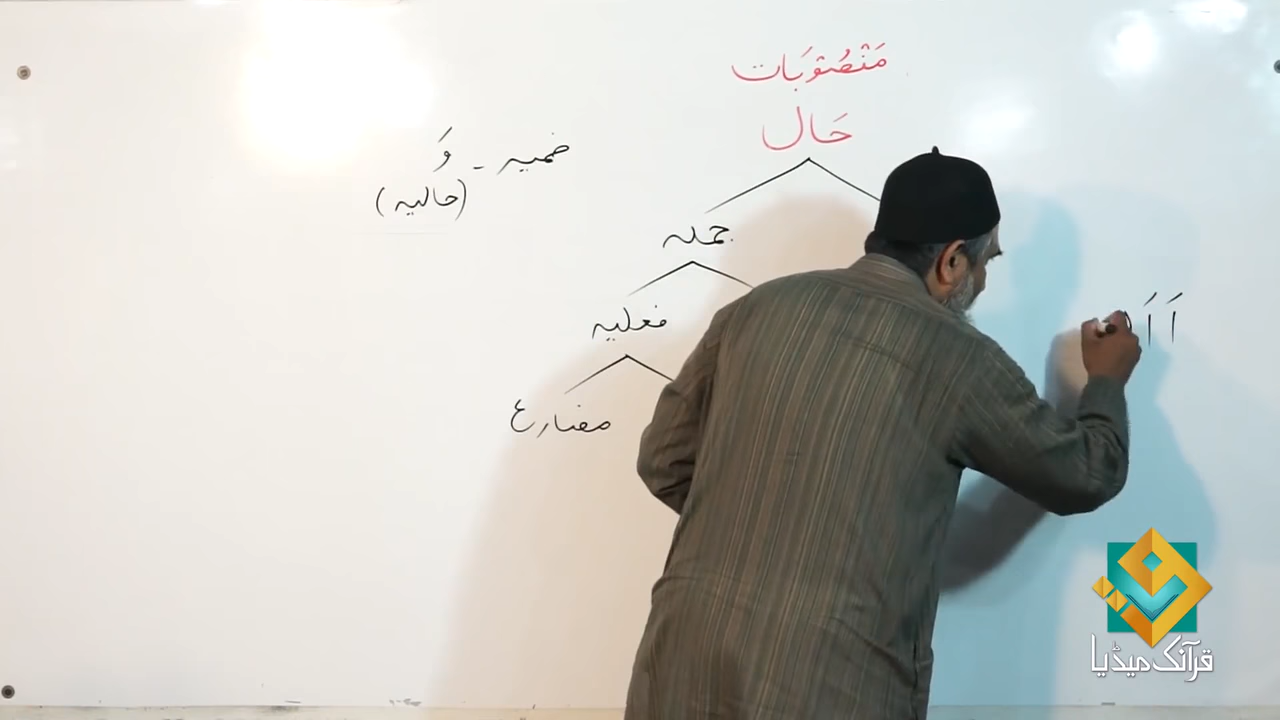 مَنْصُوْبَات
حَال
ضمیر - وَ
(حالیہ)
جملہ
فعلیہ
مضارع
اَ اَ
قرآنک میڈیا